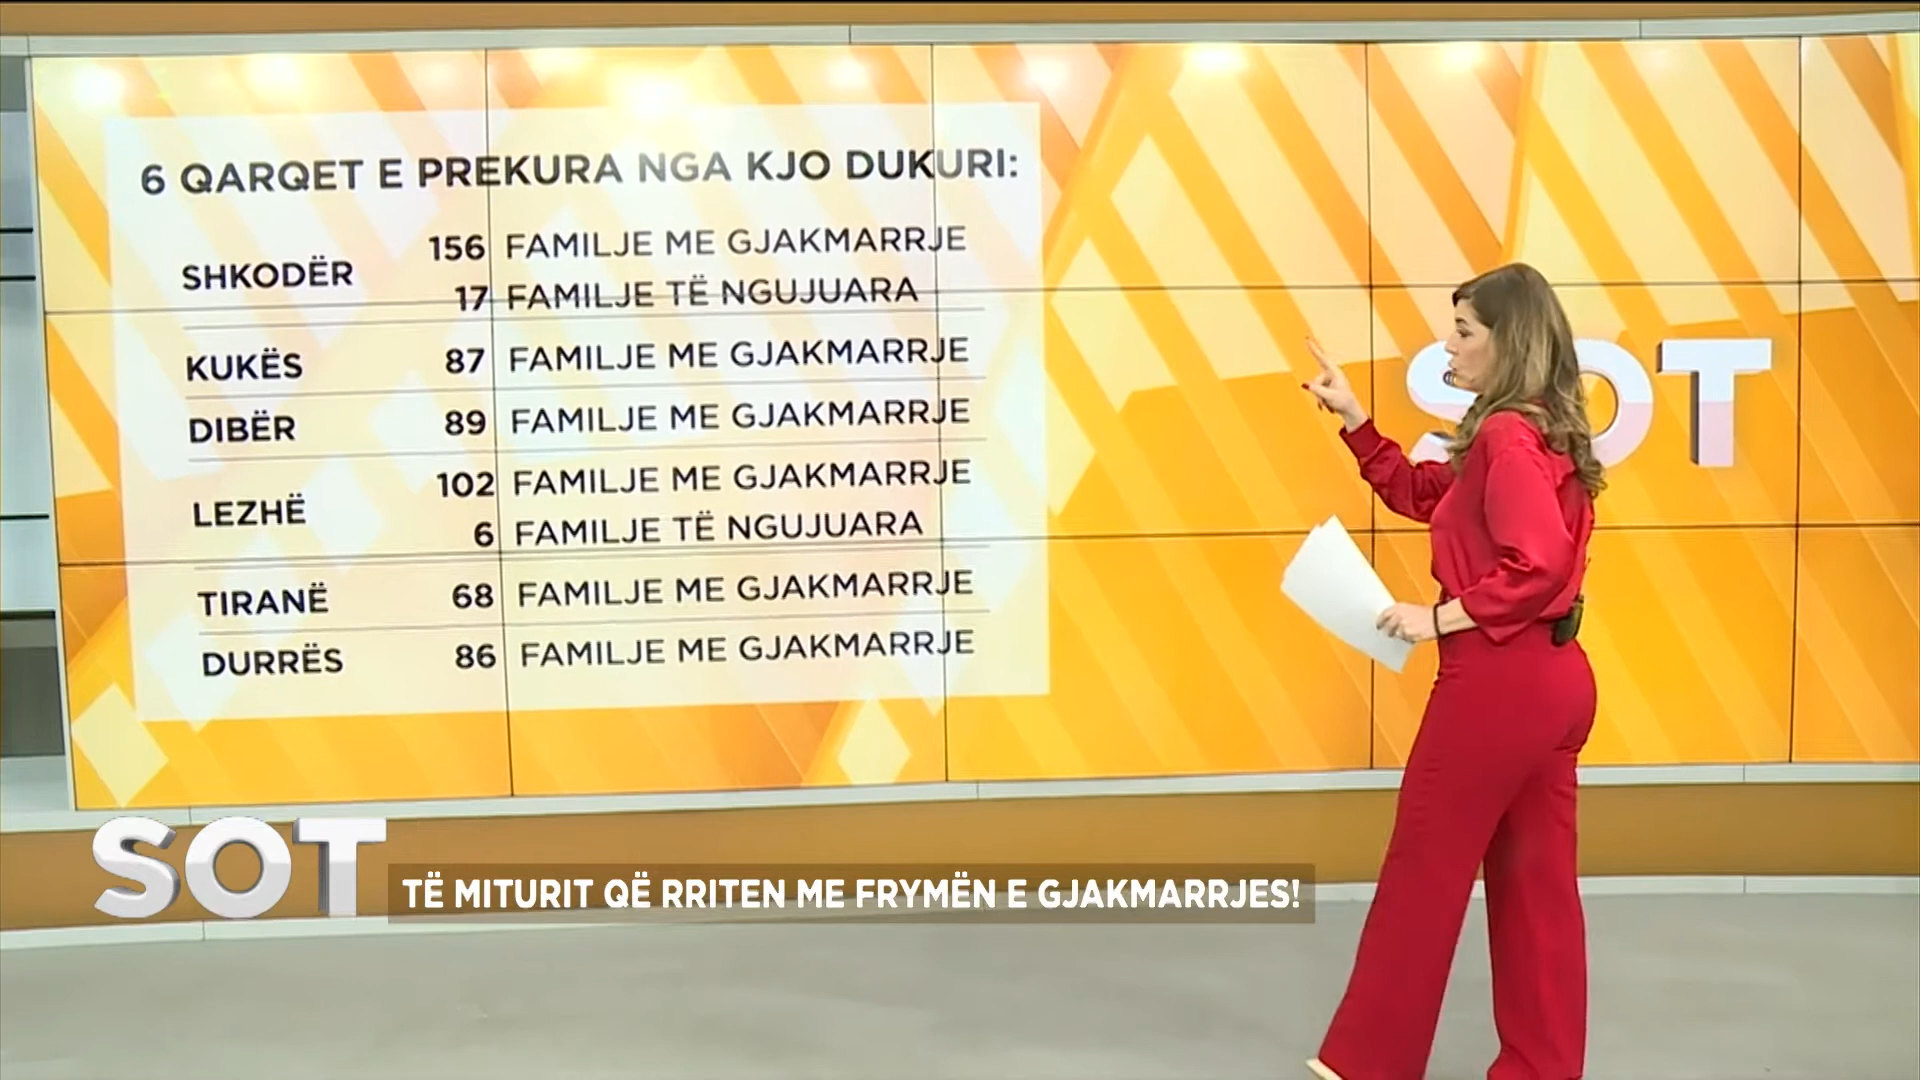 6 QARQET E PREKURA NGA KJO DUKURI:
SHKODËR
156 FAMILJE ME GJAKMARRJE
17 FAMILJE TË NGUJUARA
KUKËS 87 FAMILJE ME GJAKMARRJE
DIBËR 89 FAMILJE ME GJAKMARRJE
LEZHË
102 FAMILJE ME GJAKMARRJE
6 FAMILJE TË NGUJUARA
TIRANË 68 FAMILJE ME GJAKMARRJE
DURRËS 86 FAMILJE ME GJAKMARRJE
SOT
SOT
TË MITURIT QË RRITEN ME FRYMËN E GJAKMARRJES!